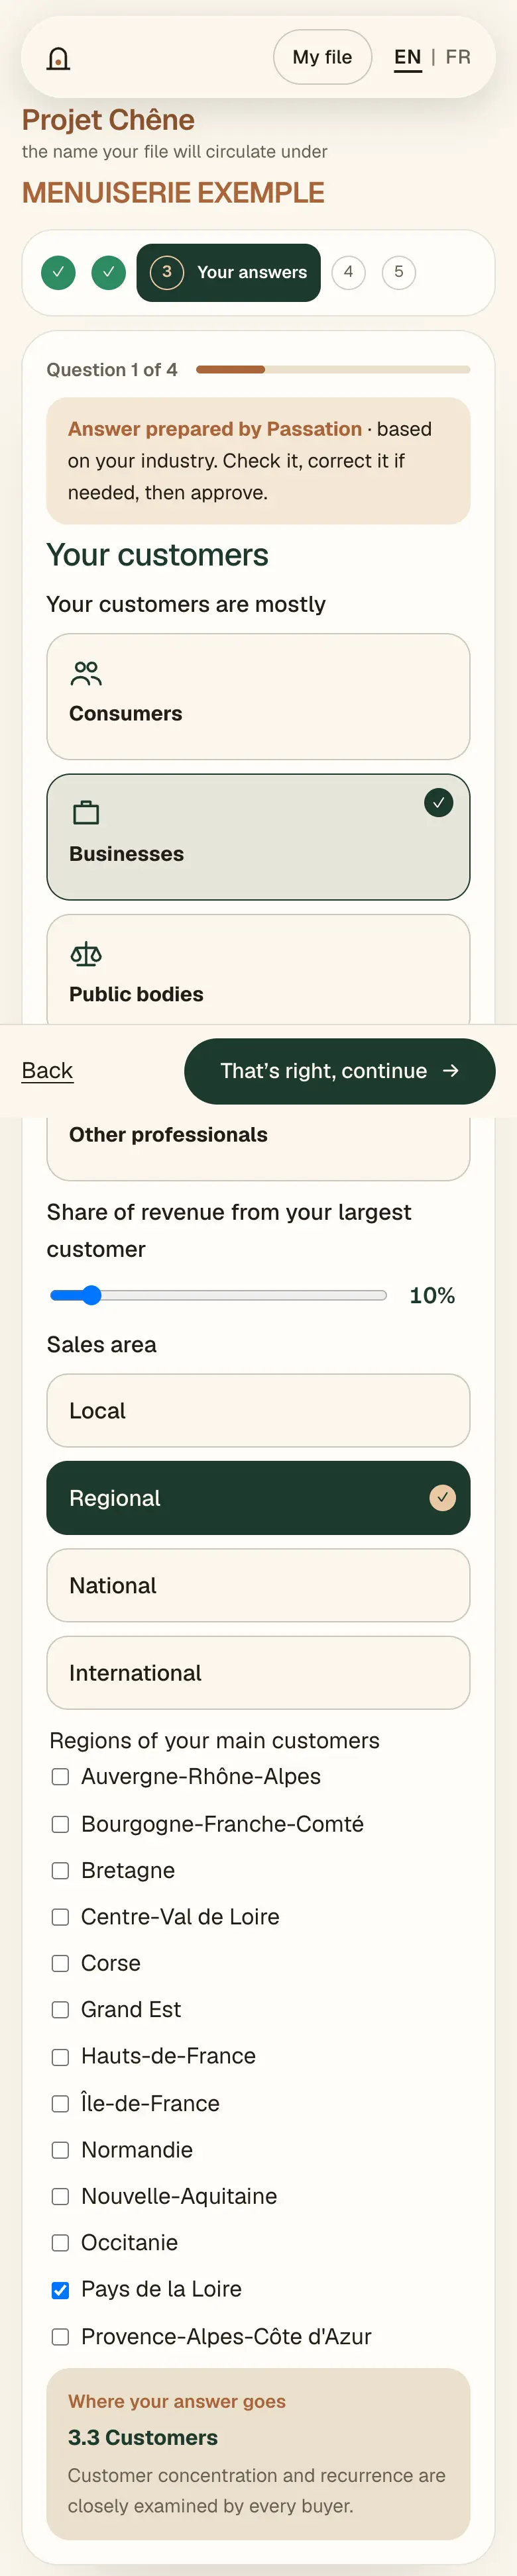 My file
EN | FR
Projet Chêne
the name your file will circulate under
MENUISERIE EXEMPLE
3 Your answers 4 5
Question 1 of 4
Answer prepared by Passation · based
on your industry. Check it, correct it if
needed, then approve.
Your customers
Your customers are mostly
Consumers
Businesses
Public bodies
Back
That’s right, continue →
Other professionals
Share of revenue from your largest
customer
10%
Sales area
Local
Regional
National
International
Regions of your main customers
Auvergne-Rhône-Alpes
Bourgogne-Franche-Comté
Bretagne
Centre-Val de Loire
Corse
Grand Est
Hauts-de-France
Île-de-France
Normandie
Nouvelle-Aquitaine
Occitanie
Pays de la Loire
Provence-Alpes-Côte d'Azur
Where your answer goes
3.3 Customers
Customer concentration and recurrence are
closely examined by every buyer.